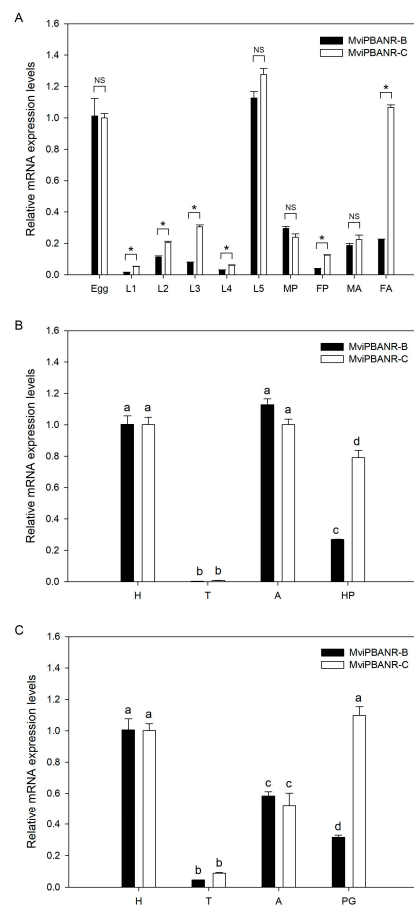 A
Relative mRNA expression levels
1.6
1.4
1.2
1.0
0.8
0.6
0.4
0.2
0.0
MviPBANR-B
MviPBANR-C
NS
*
*
*
*
NS
NS
*
NS
*
Egg L1 L2 L3 L4 L5 MP FP MA FA
B
Relative mRNA expression levels
1.6
1.4
1.2
1.0
0.8
0.6
0.4
0.2
0.0
MviPBANR-B
MviPBANR-C
a a b b a a c d
H T A HP
C
Relative mRNA expression levels
1.6
1.4
1.2
1.0
0.8
0.6
0.4
0.2
0.0
MviPBANR-B
MviPBANR-C
a a b b c c d a
H T A PG